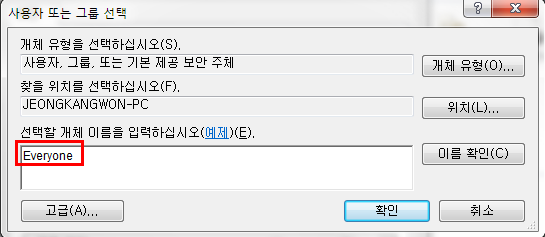 사용자 또는 그룹 선택
개체 유형을 선택하십시오(S).
사용자, 그룹, 또는 기본 제공 보안 주체
개체 유형(O)...
찾을 위치를 선택하십시오(F).
JEONGKANGWON-PC
위치(L)...
선택할 개체 이름을 입력하십시오(예제)(E).
Everyone
이름 확인(C)
고급(A)...
확인
취소